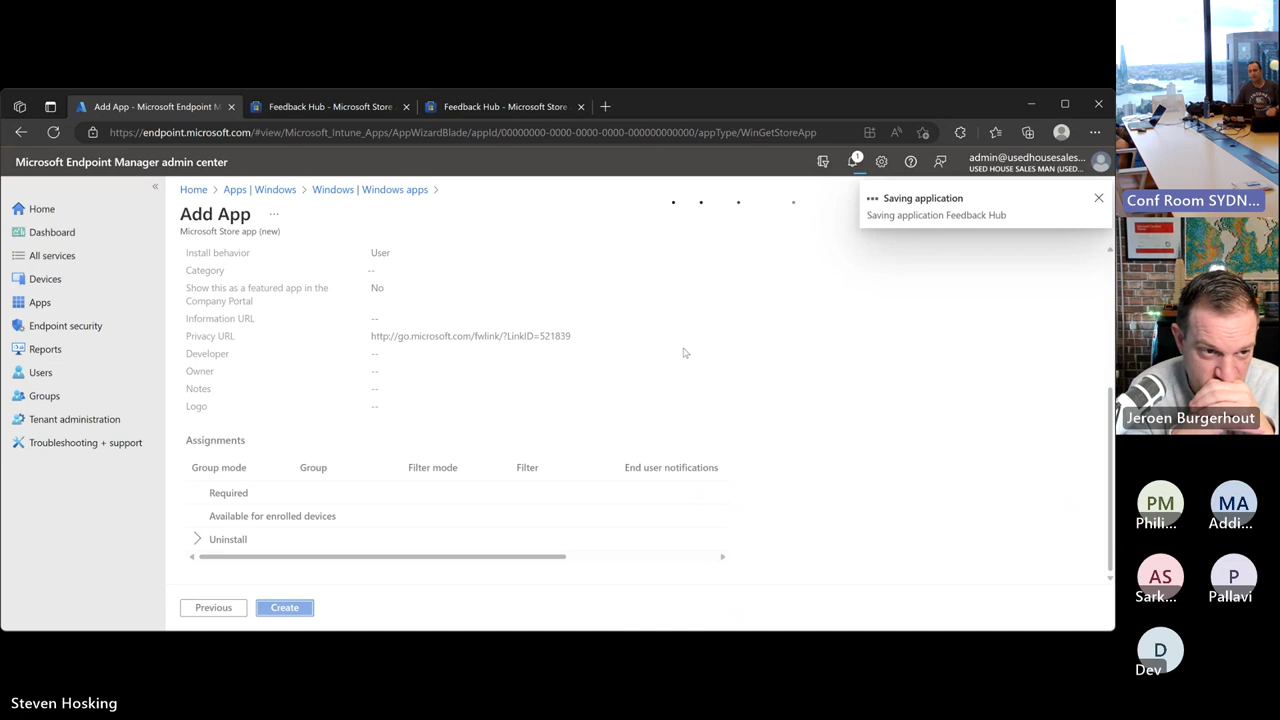 Add App - Microsoft Endpoint M
Feedback Hub - Microsoft Store
Feedback Hub - Microsoft Store
https://endpoint.microsoft.com/#view/Microsoft_Intune_Apps/AppWizardBlade/appId/00000000-0000-0000-0000-000000000000/appType/WinGetStoreApp
Microsoft Endpoint Manager admin center
1
admin@usedhousesales...
USED HOUSE SALES MAN (USED...
Home
Dashboard
All services
Devices
Apps
Endpoint security
Reports
Users
Groups
Tenant administration
Troubleshooting + support
Home > Apps | Windows > Windows | Windows apps >
Add App ...
Microsoft Store app (new)
Saving application
Saving application Feedback Hub
Install behavior User
Category --
Show this as a featured app in the No
Company Portal
Information URL --
Privacy URL http://go.microsoft.com/fwlink/?LinkID=521839
Developer --
Owner --
Notes --
Logo --
Assignments
Group mode Group Filter mode Filter End user notifications
Required
Available for enrolled devices
Uninstall
Previous Create
Conf Room SYDN...
Jeroen Burgerhout
PM
Phili...
MA
Addi...
AS
Sark...
P
Pallavi
D
Dev
Steven Hosking